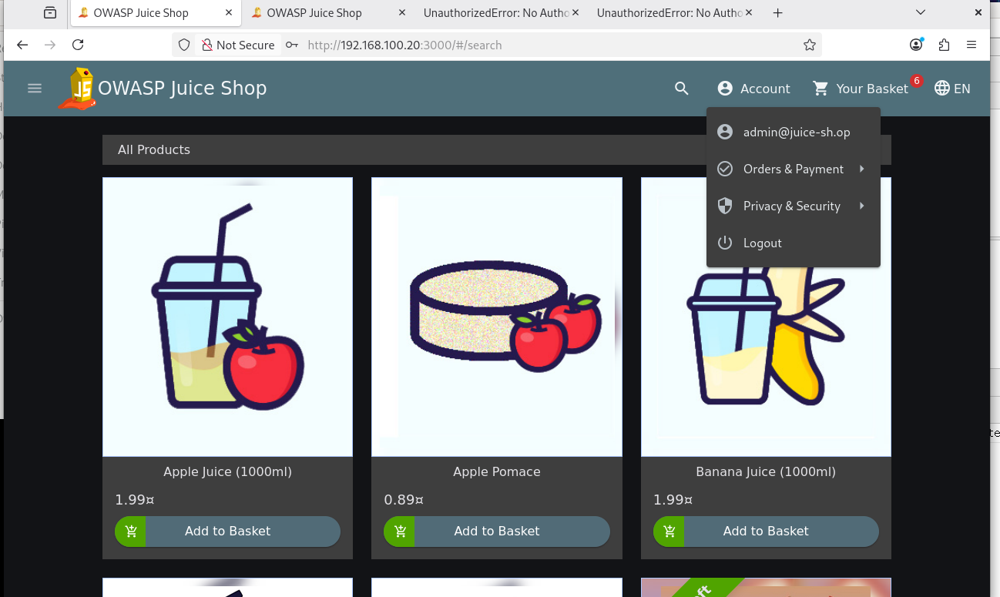 OWASP Juice Shop
OWASP Juice Shop
UnauthorizedError: No Autho
UnauthorizedError: No Autho
Not Secure
http://192.168.100.20:3000/#/search
JS
OWASP Juice Shop
Account
Your Basket
6
EN
admin@juice-sh.op
Orders & Payment
Privacy & Security
Logout
All Products
Apple Juice (1000ml)
Apple Pomace
Banana Juice (1000ml)
1.99¤
0.89¤
1.99¤
Add to Basket
Add to Basket
Add to Basket